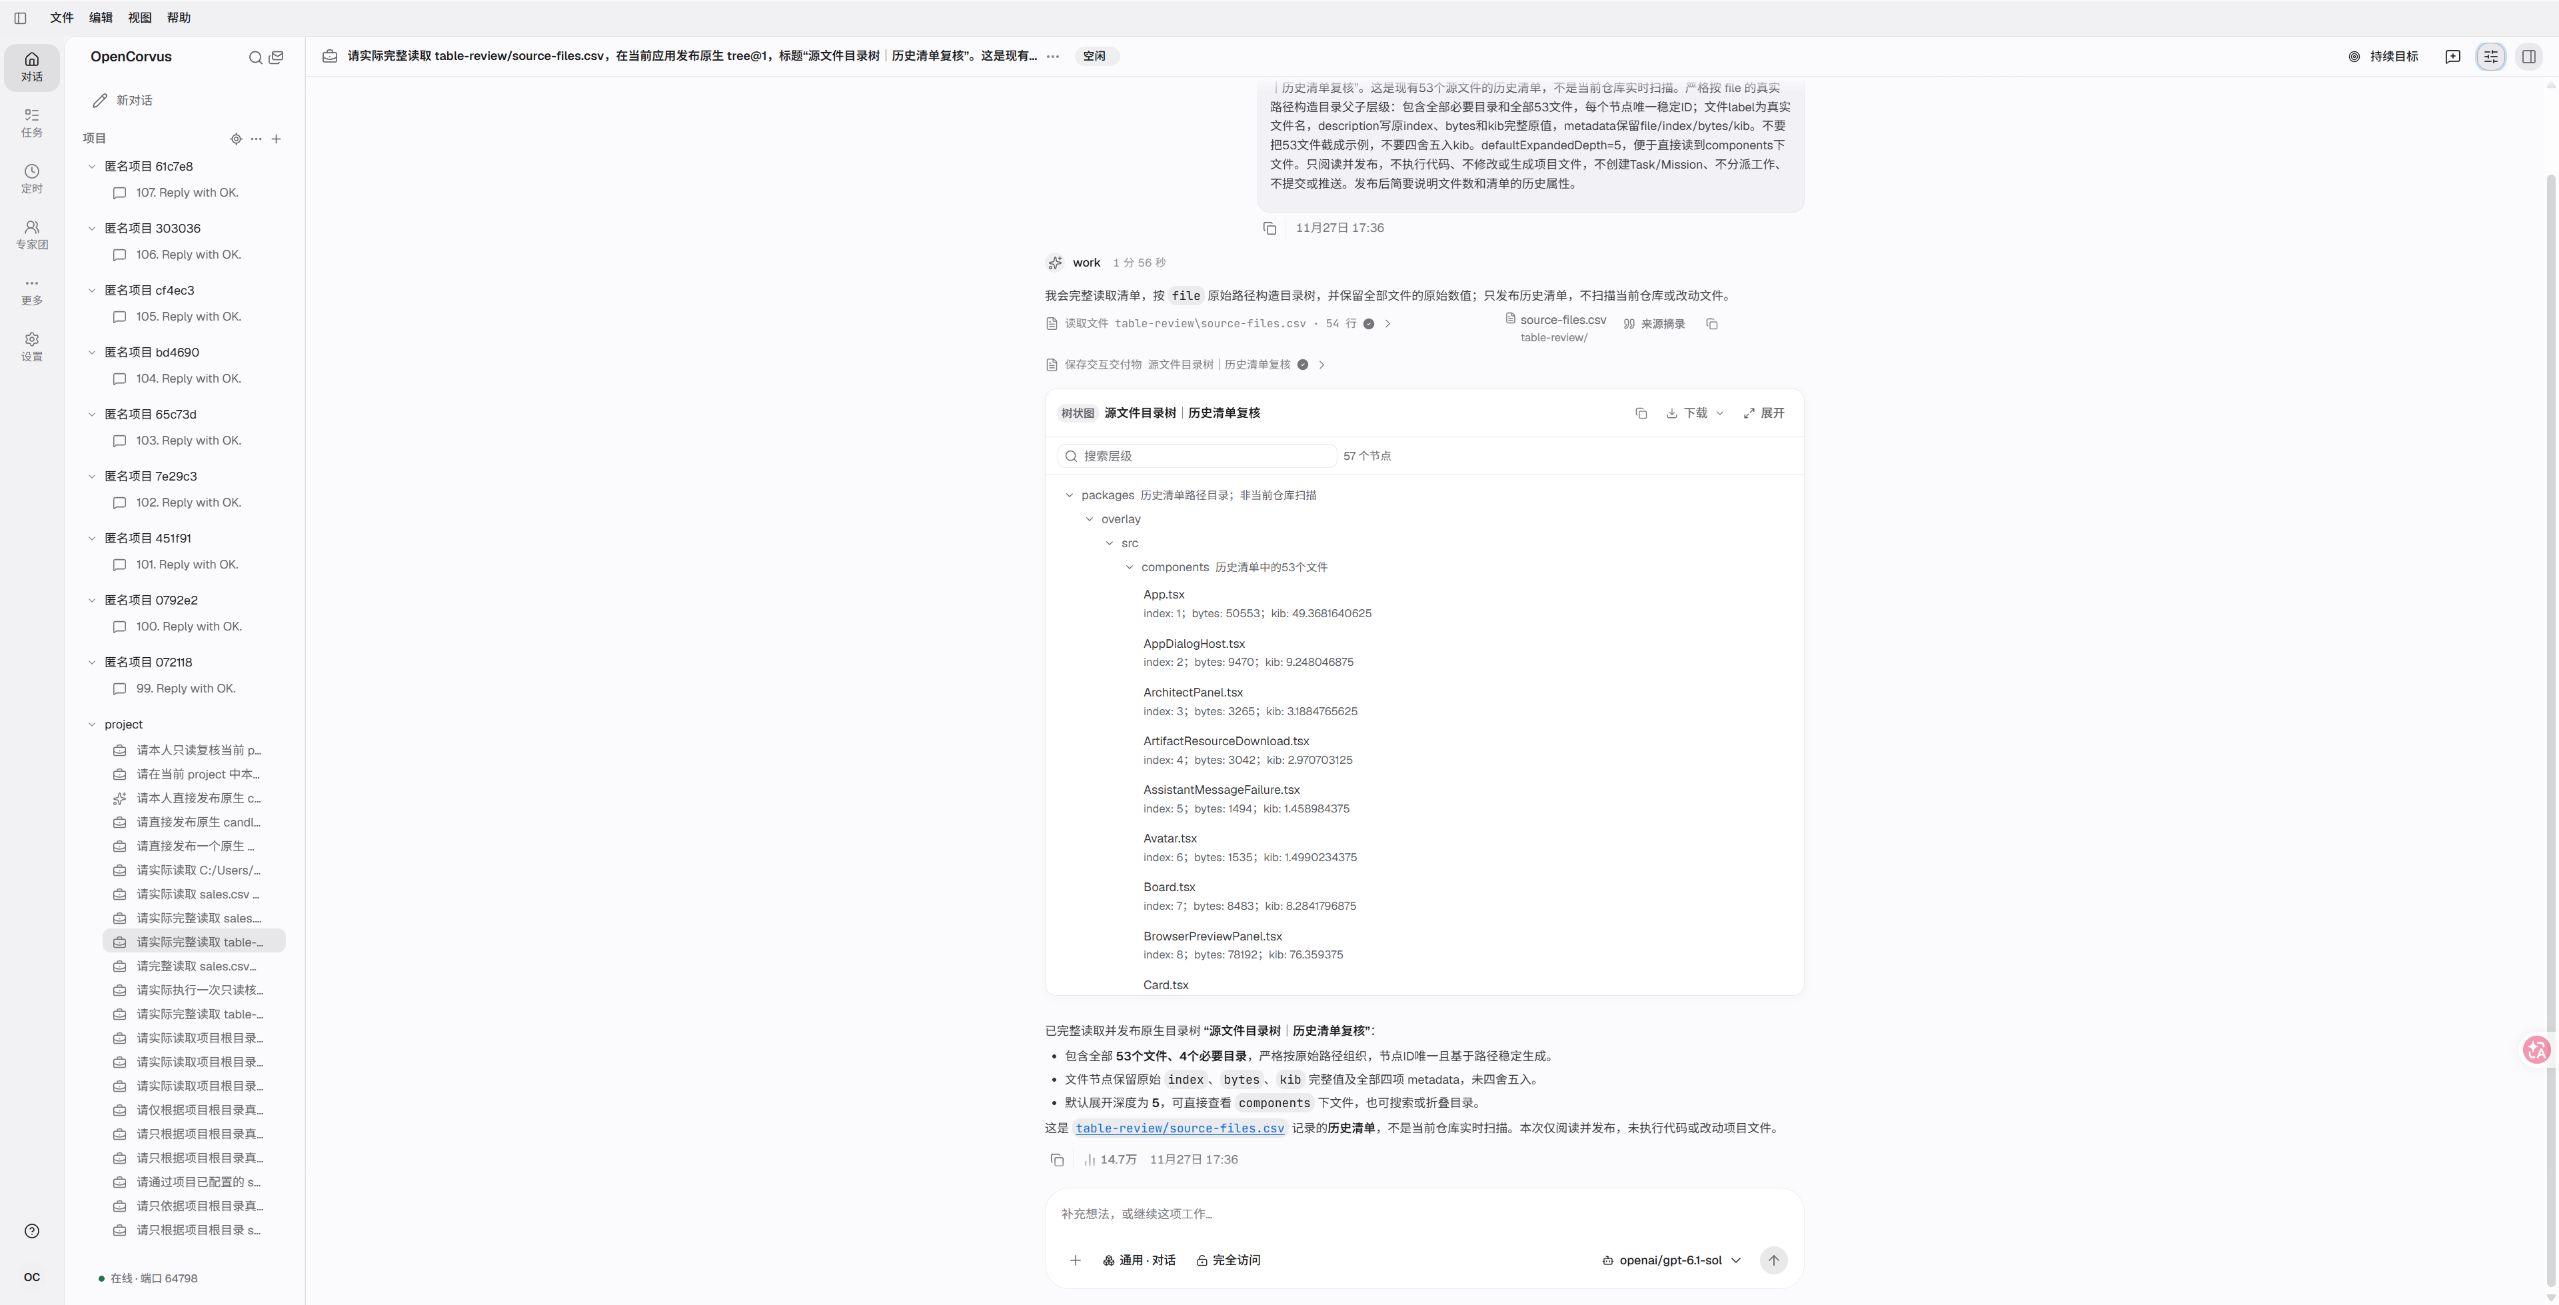 文件 编辑 视图 帮助
对话
任务
定时
专家团
更多
设置
OC
OpenCorvus
新对话
项目
匿名项目 61c7e8
107. Reply with OK.
匿名项目 303036
106. Reply with OK.
匿名项目 cf4ec3
105. Reply with OK.
匿名项目 bd4690
104. Reply with OK.
匿名项目 65c73d
103. Reply with OK.
匿名项目 7e29c3
102. Reply with OK.
匿名项目 451f91
101. Reply with OK.
匿名项目 0792e2
100. Reply with OK.
匿名项目 072118
99. Reply with OK.
project
请本人只读复核当前 p...
请在当前 project 中本...
请本人直接发布原生 c...
请直接发布原生 candl...
请直接发布一个原生 ...
请实际读取 C:/Users/...
请实际读取 sales.csv ...
请实际完整读取 sales....
请实际完整读取 table-...
请完整读取 sales.csv...
请实际执行一次只读核...
请实际完整读取 table-...
请实际读取项目根目录...
请实际读取项目根目录...
请实际读取项目根目录...
请仅根据项目根目录真...
请只根据项目根目录真...
请只根据项目根目录真...
请通过项目已配置的 s...
请只依据项目根目录真...
请只根据项目根目录 s...
在线 · 端口 64798
请实际完整读取 table-review/source-files.csv，在当前应用发布原生 tree@1，标题“源文件目录树｜历史清单复核”。这是现有... 空闲
持续目标
｜历史清单复核”。这是现有53个源文件的历史清单，不是当前仓库实时扫描。严格按 file 的真实
路径构造目录父子层级：包含全部必要目录和全部53文件，每个节点唯一稳定ID；文件label为真实
文件名，description写原index、bytes和kib完整原值，metadata保留file/index/bytes/kib。不要
把53文件截成示例，不要四舍五入kib。defaultExpandedDepth=5，便于直接读到components下
文件。只阅读并发布，不执行代码、不修改或生成项目文件，不创建Task/Mission、不分派工作、
不提交或推送。发布后简要说明文件数和清单的历史属性。
11月27日 17:36
work 1 分 56 秒
我会完整读取清单，按 file 原始路径构造目录树，并保留全部文件的原始数值；只发布历史清单，不扫描当前仓库或改动文件。
读取文件 table-review\source-files.csv · 54 行
source-files.csv
table-review/
来源摘录
保存交互交付物 源文件目录树｜历史清单复核
树状图 源文件目录树｜历史清单复核
下载
展开
搜索层级
57 个节点
packages 历史清单路径目录；非当前仓库扫描
overlay
src
components 历史清单中的53个文件
App.tsx
index: 1；bytes: 50553；kib: 49.3681640625
AppDialogHost.tsx
index: 2；bytes: 9470；kib: 9.248046875
ArchitectPanel.tsx
index: 3；bytes: 3265；kib: 3.1884765625
ArtifactResourceDownload.tsx
index: 4；bytes: 3042；kib: 2.970703125
AssistantMessageFailure.tsx
index: 5；bytes: 1494；kib: 1.458984375
Avatar.tsx
index: 6；bytes: 1535；kib: 1.4990234375
Board.tsx
index: 7；bytes: 8483；kib: 8.2841796875
BrowserPreviewPanel.tsx
index: 8；bytes: 78192；kib: 76.359375
Card.tsx
已完整读取并发布原生目录树 “源文件目录树｜历史清单复核”：
• 包含全部 53个文件、4个必要目录，严格按原始路径组织，节点ID唯一且基于路径稳定生成。
• 文件节点保留原始 index、bytes、kib 完整值及全部四项 metadata，未四舍五入。
• 默认展开深度为 5，可直接查看 components 下文件，也可搜索或折叠目录。
这是 table-review/source-files.csv 记录的历史清单，不是当前仓库实时扫描。本次仅阅读并发布，未执行代码或改动项目文件。
14.7万 11月27日 17:36
补充想法，或继续这项工作...
通用 · 对话 完全访问
openai/gpt-6.1-sol